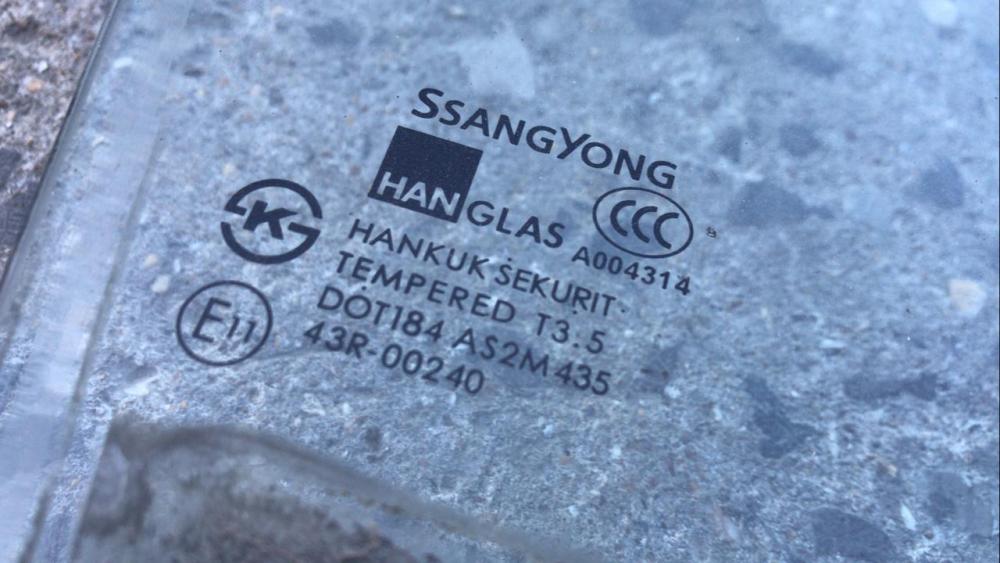 SSANGYONG
HANGLAS CCC
K A004314
HANKUK SEKURIT
TEMPERED T3.5
E11 DOT184 AS2M435
43R-00240